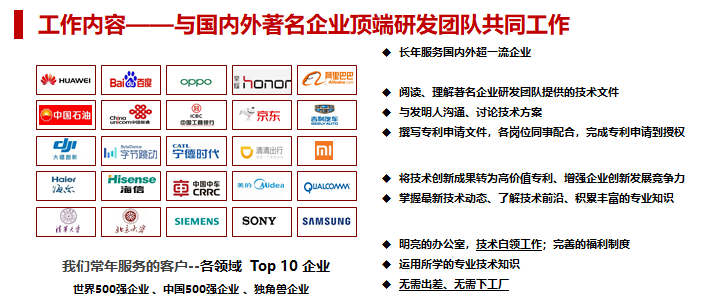 工作内容——与国内外著名企业顶端研发团队共同工作
HUAWEI
Bai du 百度
oppo
荣耀 honor
阿里巴巴
Alibaba.com
中国石油
China unicom中国联通
ICBC
中国工商银行
京东
吉利汽车
GEELY AUTO
dji
大疆创新
ByteDance
字节跳动
CATL
宁德时代
滴滴出行
mi
Haier
海尔
Hisense
海信
中国中车
CRRC
美的 Midea
QUALCOMM
清华大学
北京大学
SIEMENS
SONY
SAMSUNG
我们常年服务的客户--各领域 Top 10 企业
世界500强企业 、中国500强企业 、独角兽企业
◆ 长年服务国内外超一流企业
◆ 阅读、理解著名企业研发团队提供的技术文件
◆ 与发明人沟通、讨论技术方案
◆ 撰写专利申请文件，各岗位同事配合，完成专利申请到授权
◆ 将技术创新成果转为高价值专利、增强企业创新发展竞争力
◆ 掌握最新技术动态、了解技术前沿、积累丰富的专业知识
◆ 明亮的办公室，技术白领工作；完善的福利制度
◆ 运用所学的专业技术知识
◆ 无需出差、无需下工厂